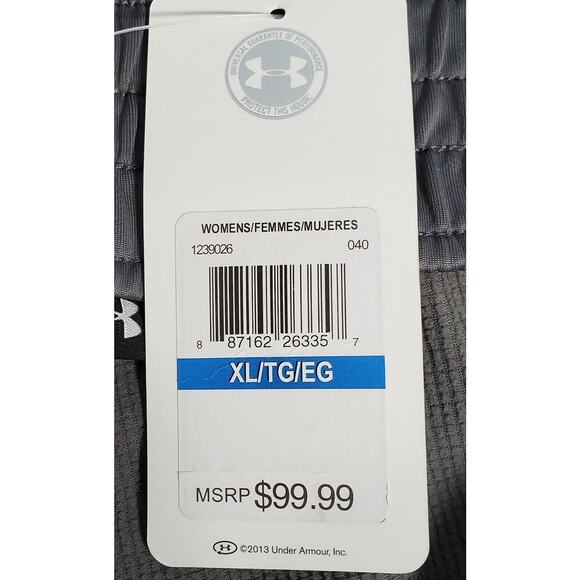 UNIVERSAL GUARANTEE OF PERFORMANCE
PROTECT THIS HOUSE
WOMENS/FEMMES/MUJERES
1239026 040
8 87162 26335 7
XL/TG/EG
MSRP $99.99
©2013 Under Armour, Inc.